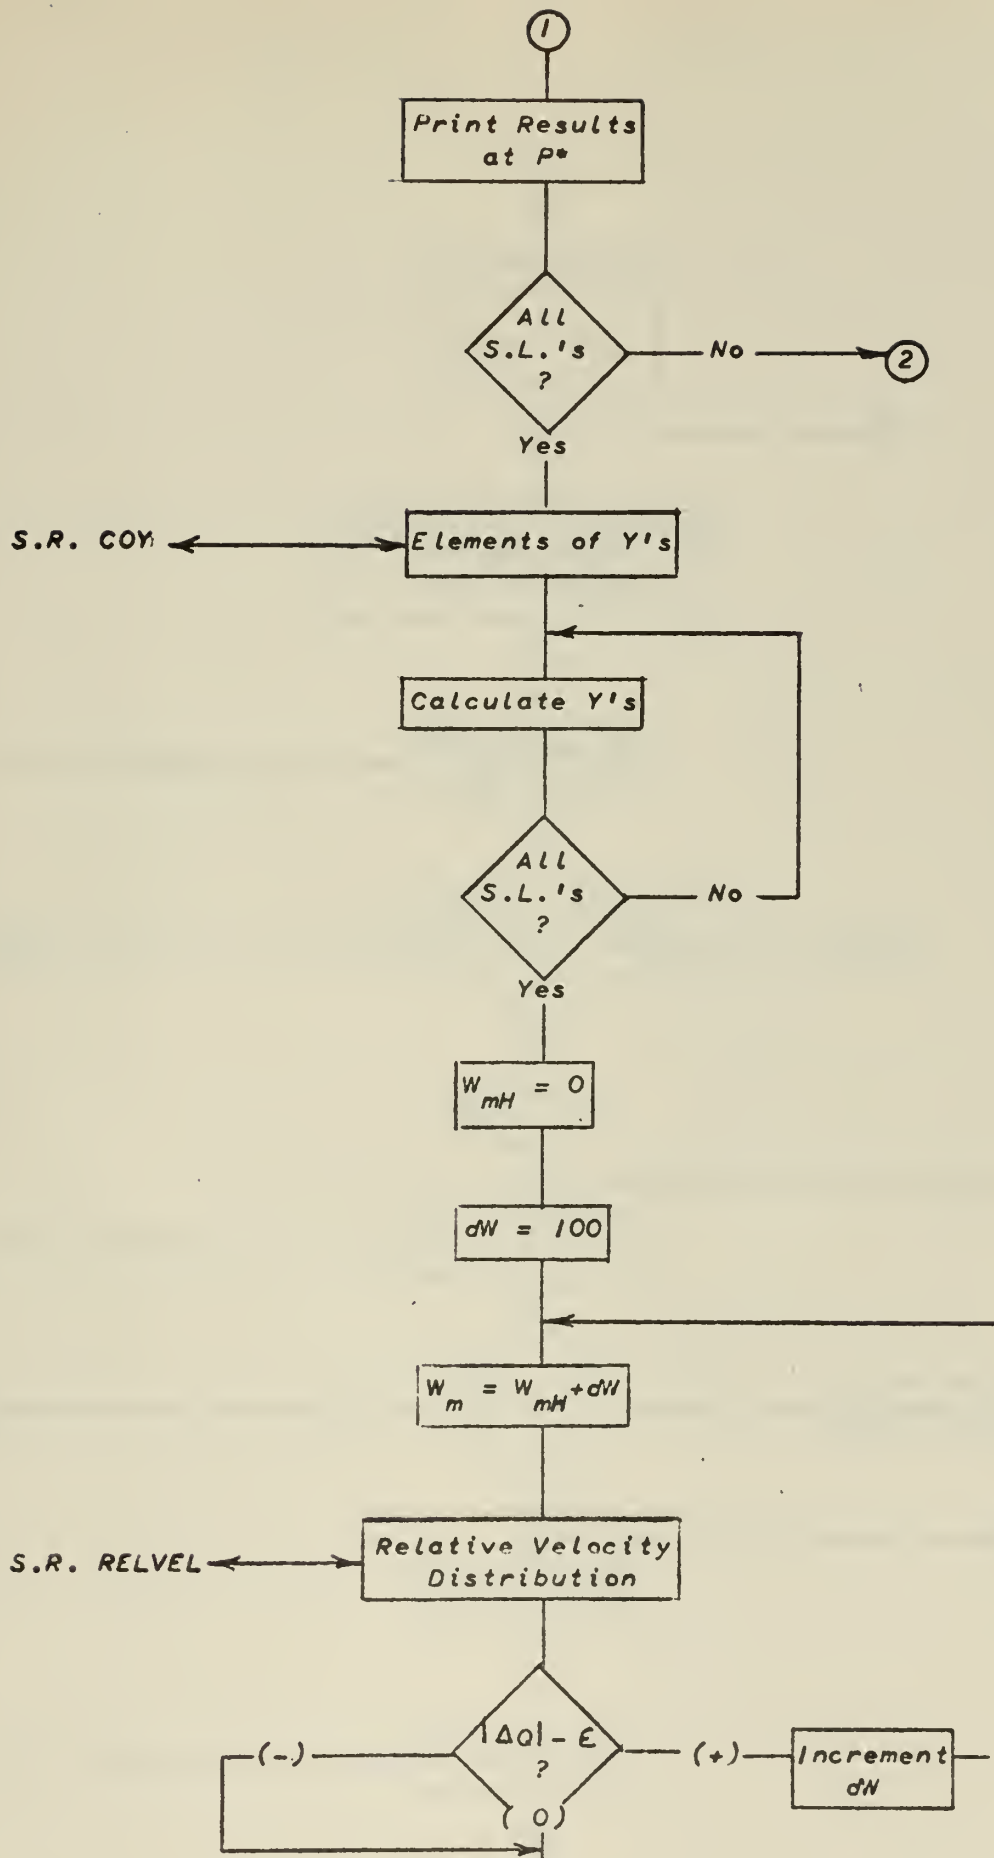 1
Print Results
at P*
All
S.L.'s
?
No
2
Yes
S.R. COY
Elements of Y's
Calculate Y's
All
S.L.'s
?
No
Yes
W_mH = 0
dW = 100
W_m = W_mH + dW
S.R. RELVEL
Relative Velocity
Distribution
|ΔQ| - ε
?
(-)
(+)
Increment
dW
(0)